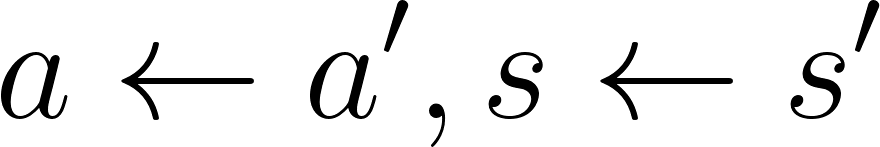 a ← a′, s ← s′